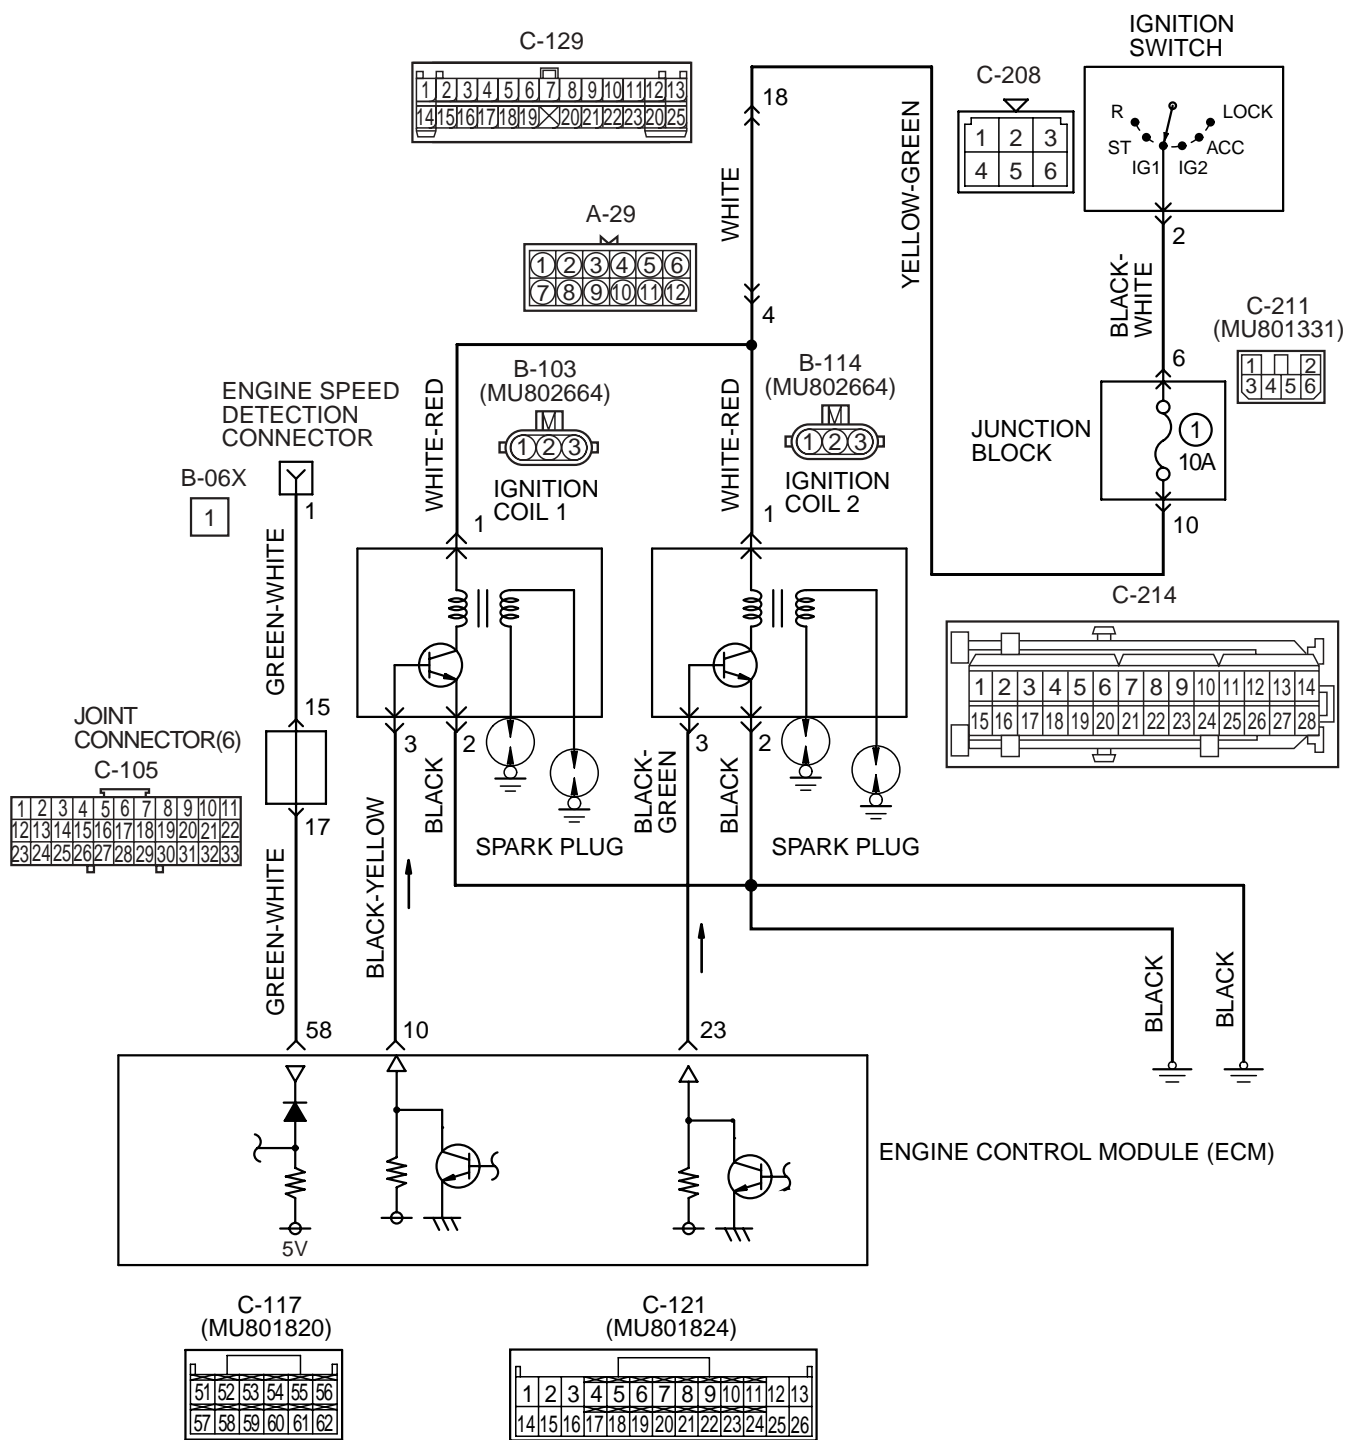 IGNITION
SWITCH
C-129
1 2 3 4 5 6 7 8 9 10 11 12 13
14 15 16 17 18 19 20 21 22 23 20 25
18
C-208
1 2 3
4 5 6
R
LOCK
ST
ACC
IG1
IG2
2
WHITE
YELLOW-GREEN
A-29
1 2 3 4 5 6
7 8 9 10 11 12
4
BLACK-
WHITE
C-211
(MU801331)
1 2
3 4 5 6
6
ENGINE SPEED
DETECTION
CONNECTOR
B-06X
1
1
WHITE-RED
B-103
(MU802664)
1 2 3
IGNITION
COIL 1
1
WHITE-RED
B-114
(MU802664)
1 2 3
IGNITION
COIL 2
1
JUNCTION
BLOCK
1
10A
10
GREEN-WHITE
C-214
1 2 3 4 5 6 7 8 9 10 11 12 13 14
15 16 17 18 19 20 21 22 23 24 25 26 27 28
JOINT
CONNECTOR(6)
C-105
1 2 3 4 5 6 7 8 9 10 11
12 13 14 15 16 17 18 19 20 21 22
23 24 25 26 27 28 29 30 31 32 33
15
17
3
2
BLACK
3
2
BLACK-
GREEN
BLACK
SPARK PLUG
SPARK PLUG
GREEN-WHITE
BLACK-YELLOW
BLACK
BLACK
58
10
23
5V
ENGINE CONTROL MODULE (ECM)
C-117
(MU801820)
51 52 53 54 55 56
57 58 59 60 61 62
C-121
(MU801824)
1 2 3 4 5 6 7 8 9 10 11 12 13
14 15 16 17 18 19 20 21 22 23 24 25 26